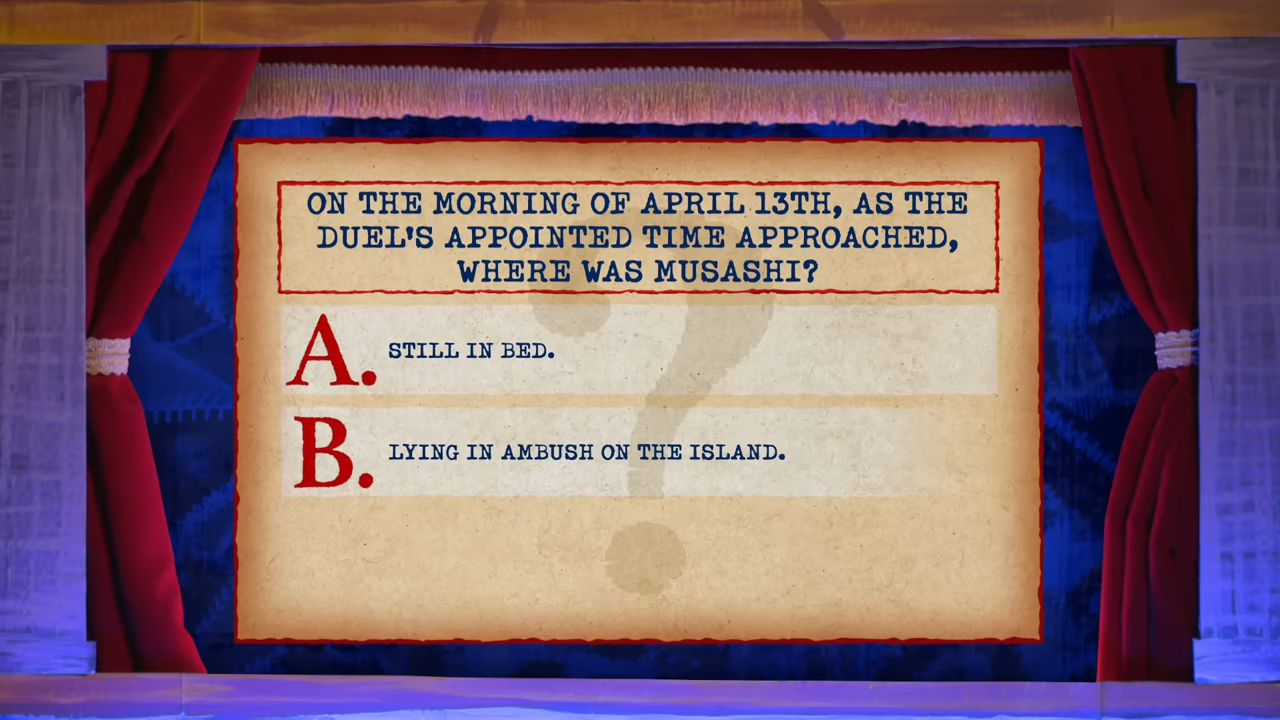 ON THE MORNING OF APRIL 13TH, AS THE
DUEL'S APPOINTED TIME APPROACHED,
WHERE WAS MUSASHI?
A. STILL IN BED.
B. LYING IN AMBUSH ON THE ISLAND.